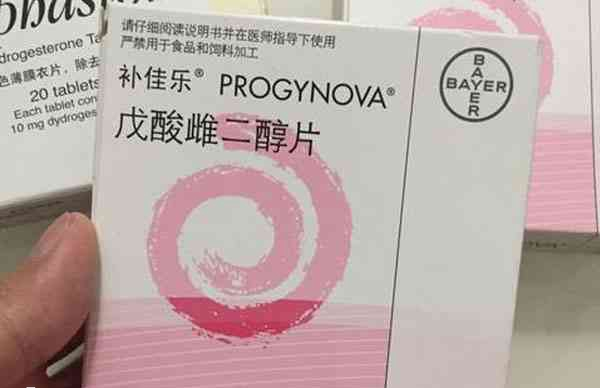 请仔细阅读说明书并在医师指导下使用
严禁用于食品和饲料加工
补佳乐® PROGYNOVA®
戊酸雌二醇片
BAYER
BAYER
drogesterone Ta
色薄膜衣片，除去
20 tablets
Each tablet con
10 mg dydroges